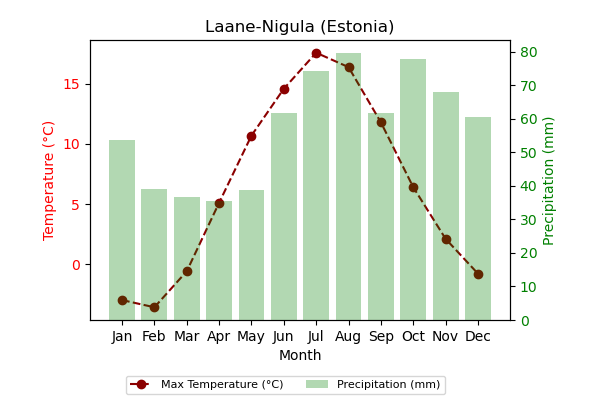 Laane-Nigula (Estonia)
15
10
5
0
Temperature (°C)
80
70
60
50
40
30
20
10
0
Precipitation (mm)
Jan Feb Mar Apr May Jun Jul Aug Sep Oct Nov Dec
Month
Max Temperature (°C) Precipitation (mm)